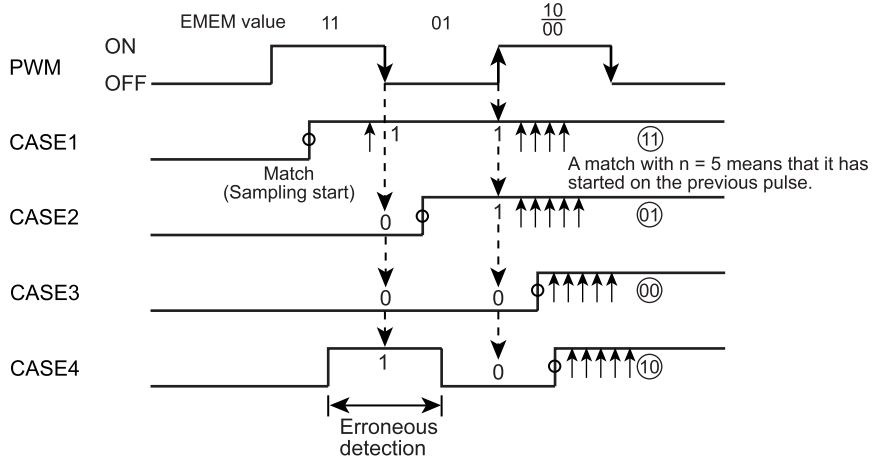 EMEM value 11 01 10
00
ON
PWM
OFF
CASE1 1 1 11
Match
(Sampling start)
A match with n = 5 means that it has
started on the previous pulse.
CASE2 0 1 01
CASE3 0 0 00
CASE4 1 0 10
Erroneous
detection